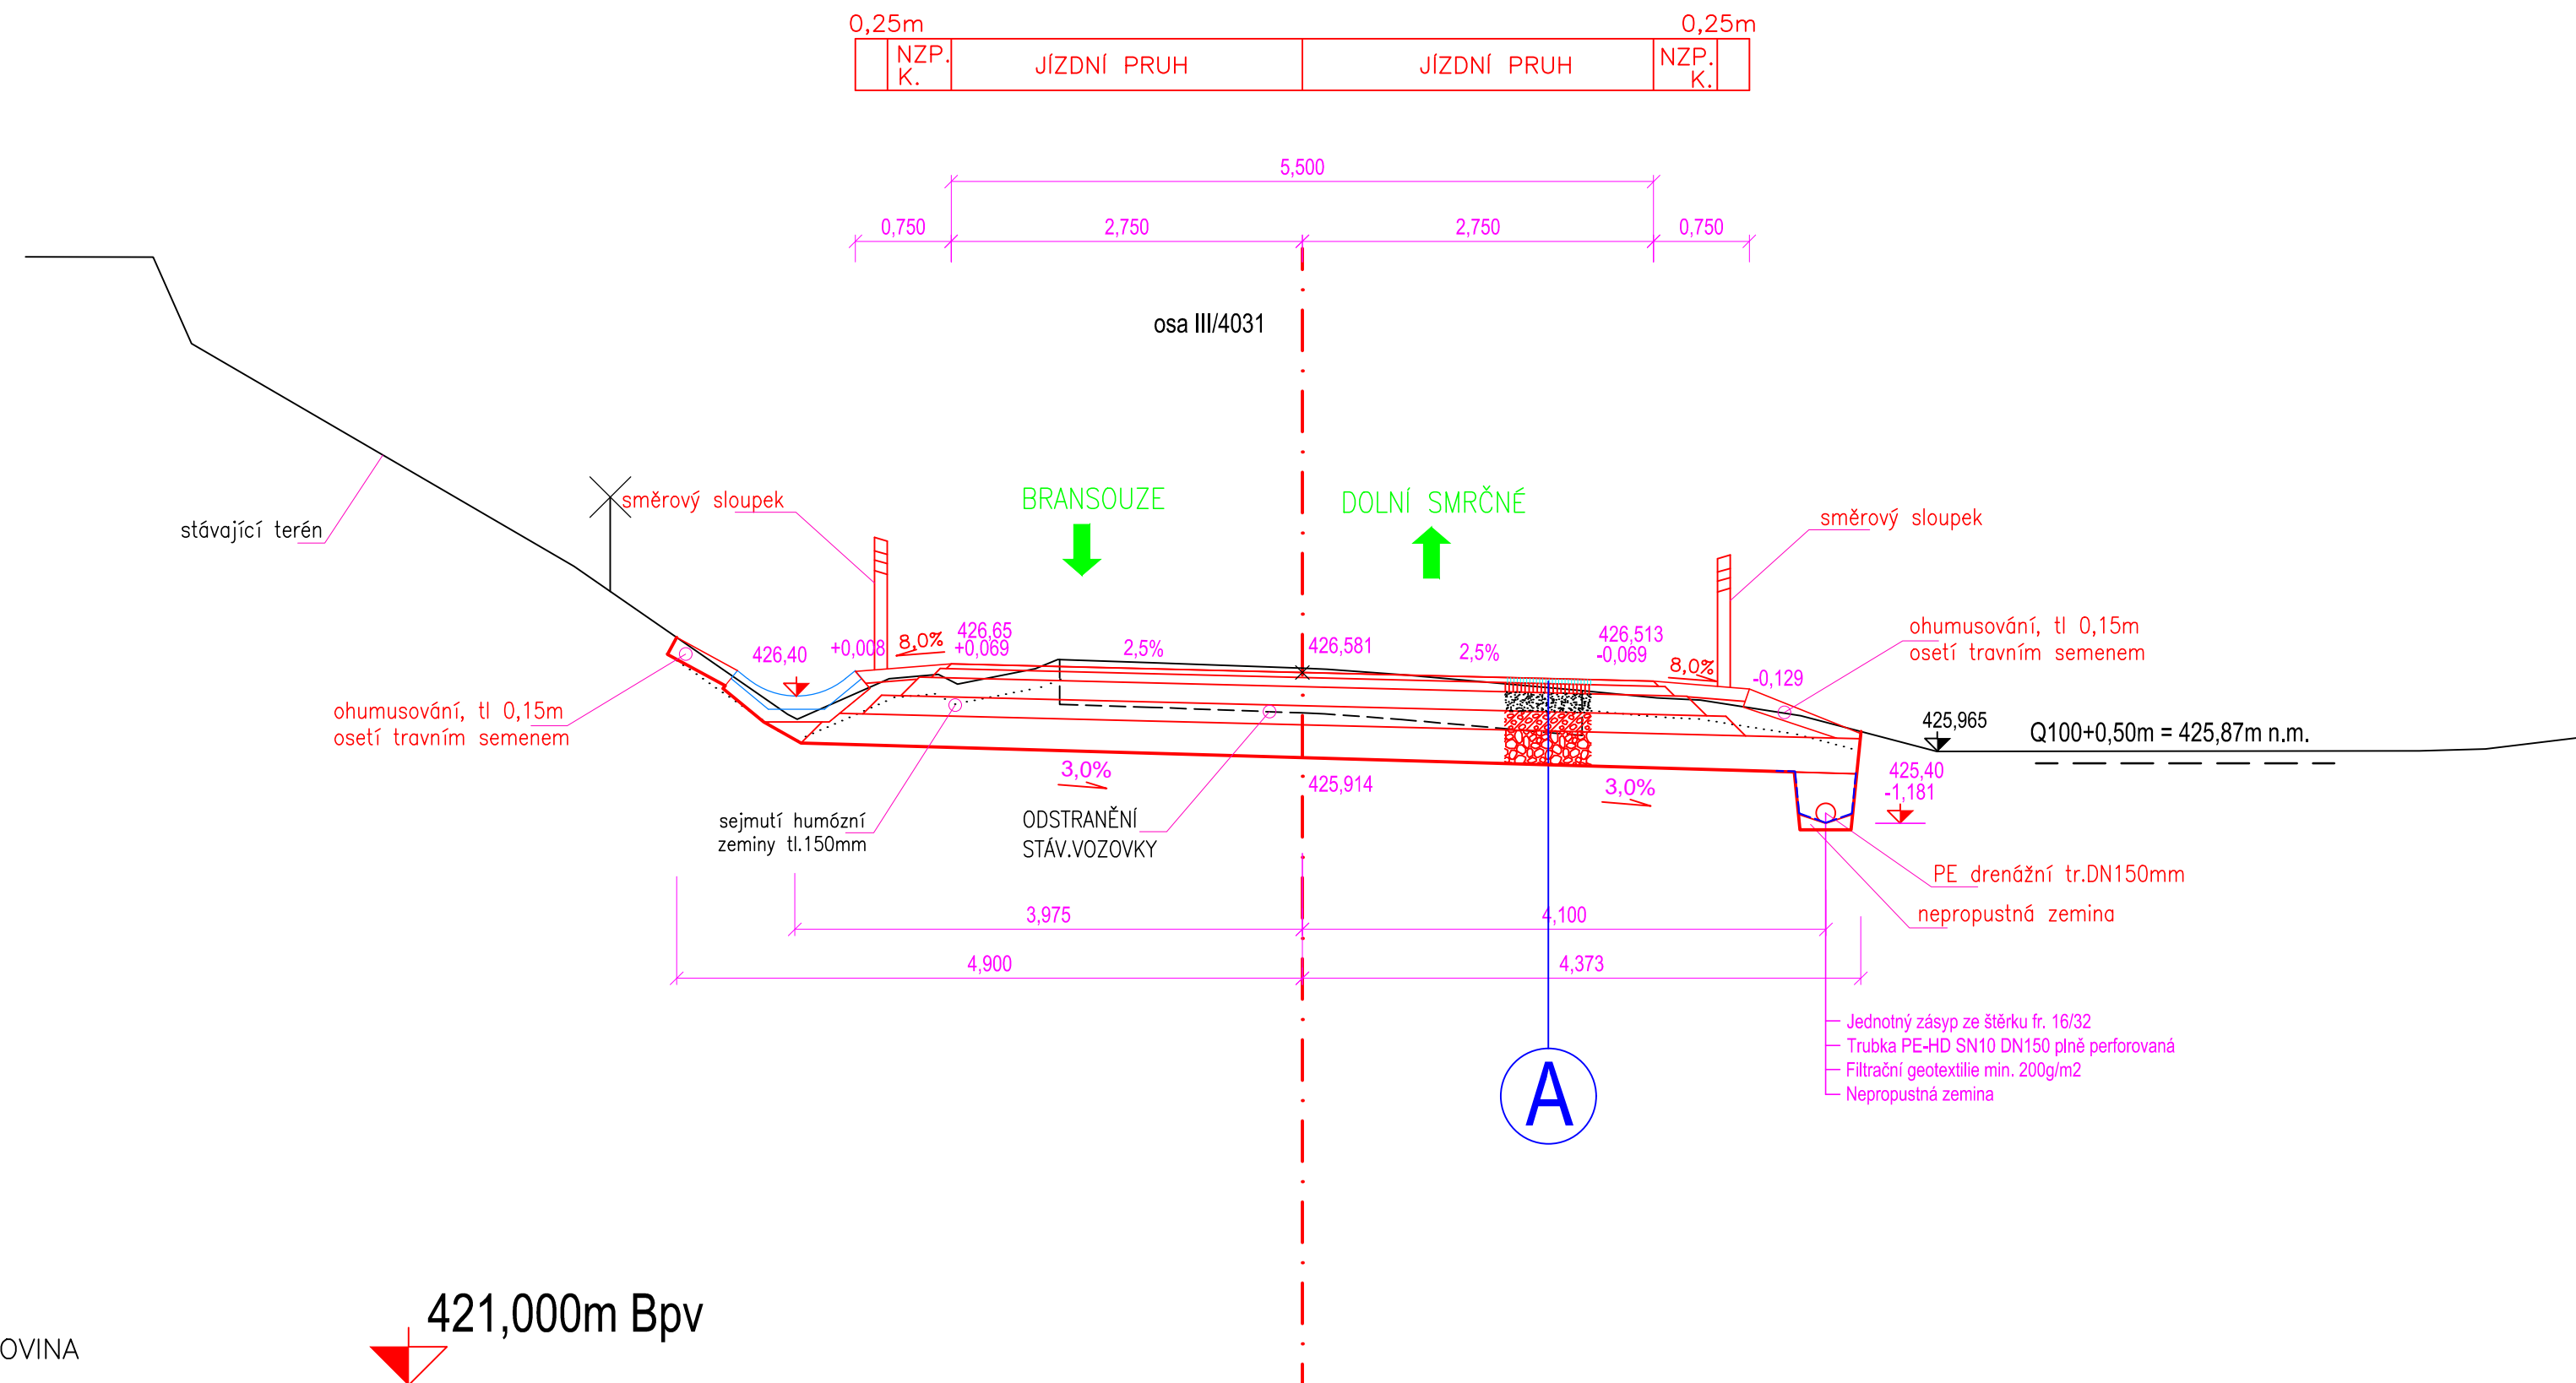 0,25m
0,25m
NZP.
K.
JÍZDNÍ PRUH
JÍZDNÍ PRUH
NZP.
K.
5,500
0,750
2,750
2,750
0,750
osa III/4031
směrový sloupek
BRANSOUZE
DOLNÍ SMRČNÉ
směrový sloupek
stávající terén
426,40
+0,008
8,0%
426,65
+0,069
2,5%
426,581
2,5%
426,513
-0,069
8,0%
-0,129
ohumusování, tl 0,15m
osetí travním semenem
ohumusování, tl 0,15m
osetí travním semenem
425,965
Q100+0,50m = 425,87m n.m.
3,0%
425,914
3,0%
425,40
-1,181
sejmutí humózní
zeminy tl.150mm
ODSTRANĚNÍ
STÁV.VOZOVKY
PE drenážní tr.DN150mm
nepropustná zemina
3,975
4,100
4,900
4,373
Jednotný zásyp ze štěrku fr. 16/32
Trubka PE-HD SN10 DN150 plně perforovaná
Filtrační geotextilie min. 200g/m2
Nepropustná zemina
A
421,000m Bpv
OVINA